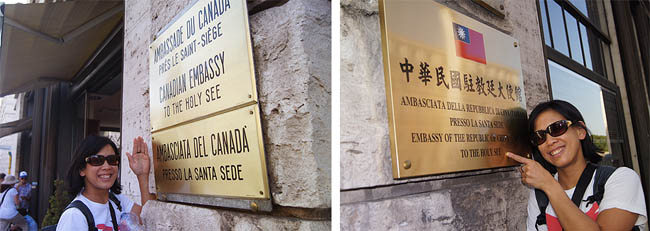 AMBASSADE DU CANADA
PRÈS LE SAINT-SIÈGE
CANADIAN EMBASSY
TO THE HOLY SEE
AMBASCIATA DEL CANADA
PRESSO LA SANTA SEDE
中華民國駐教廷大使館
AMBASCIATA DELLA REPUBBLICA DI CINA
PRESSO LA SANTA SEDE
EMBASSY OF THE REPUBLIC OF CHINA
TO THE HOLY SEE